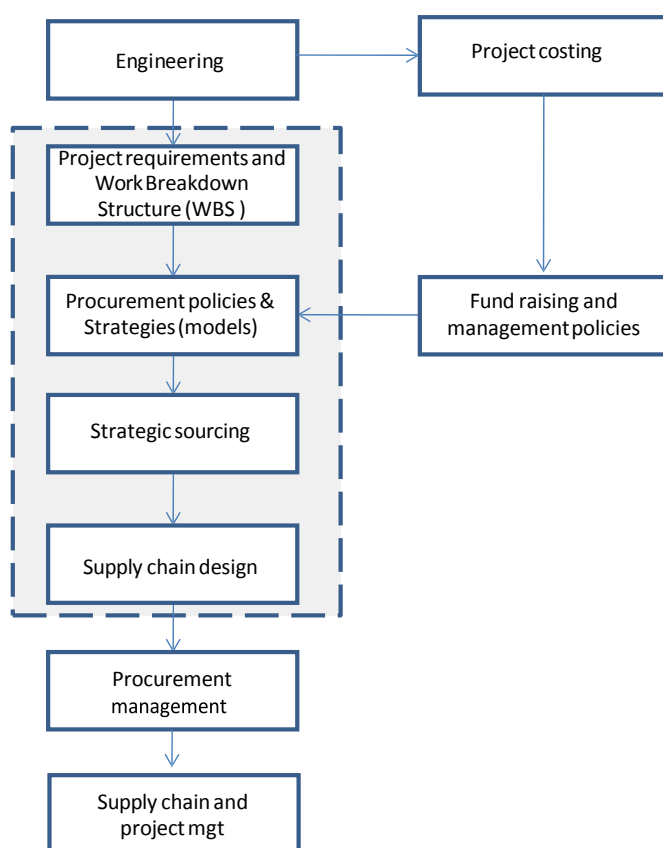 Engineering
Project costing
Project requirements and
Work Breakdown
Structure (WBS )
Procurement policies &
Strategies (models)
Fund raising and
management policies
Strategic sourcing
Supply chain design
Procurement
management
Supply chain and
project mgt